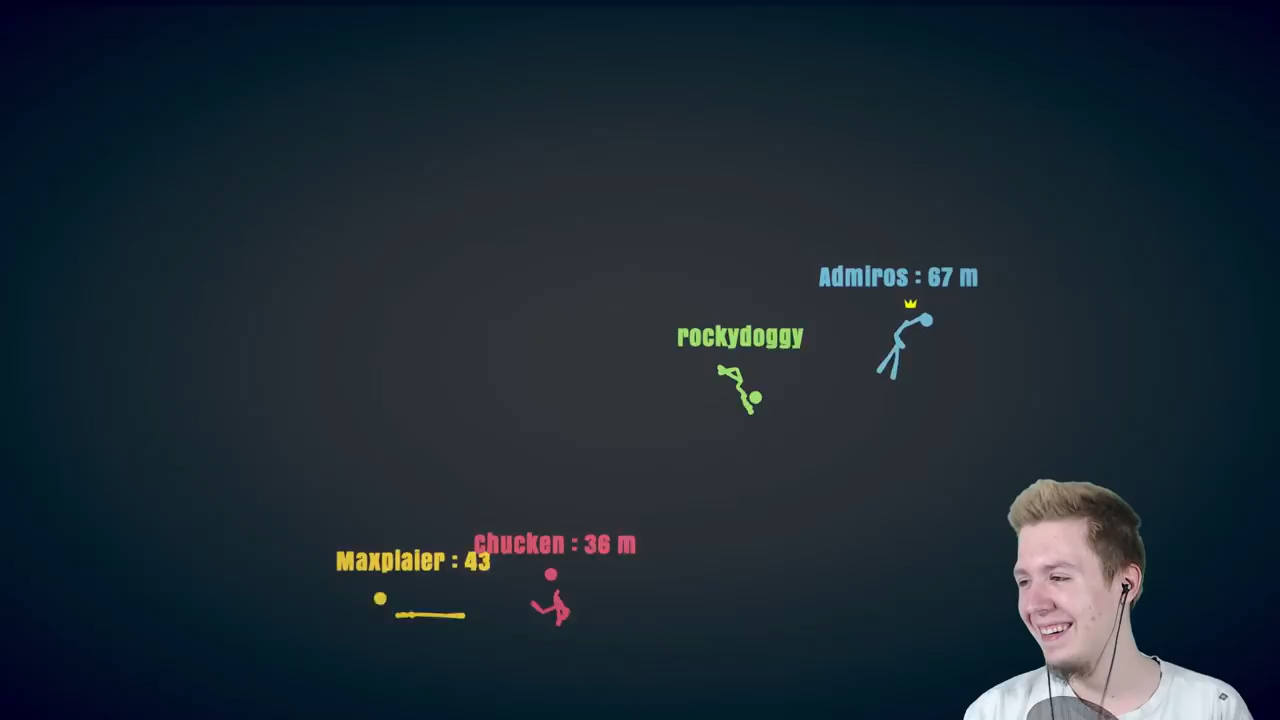 Admiros : 67 m
rockydoggy
Chucken : 36 m
Maxplaier : 43